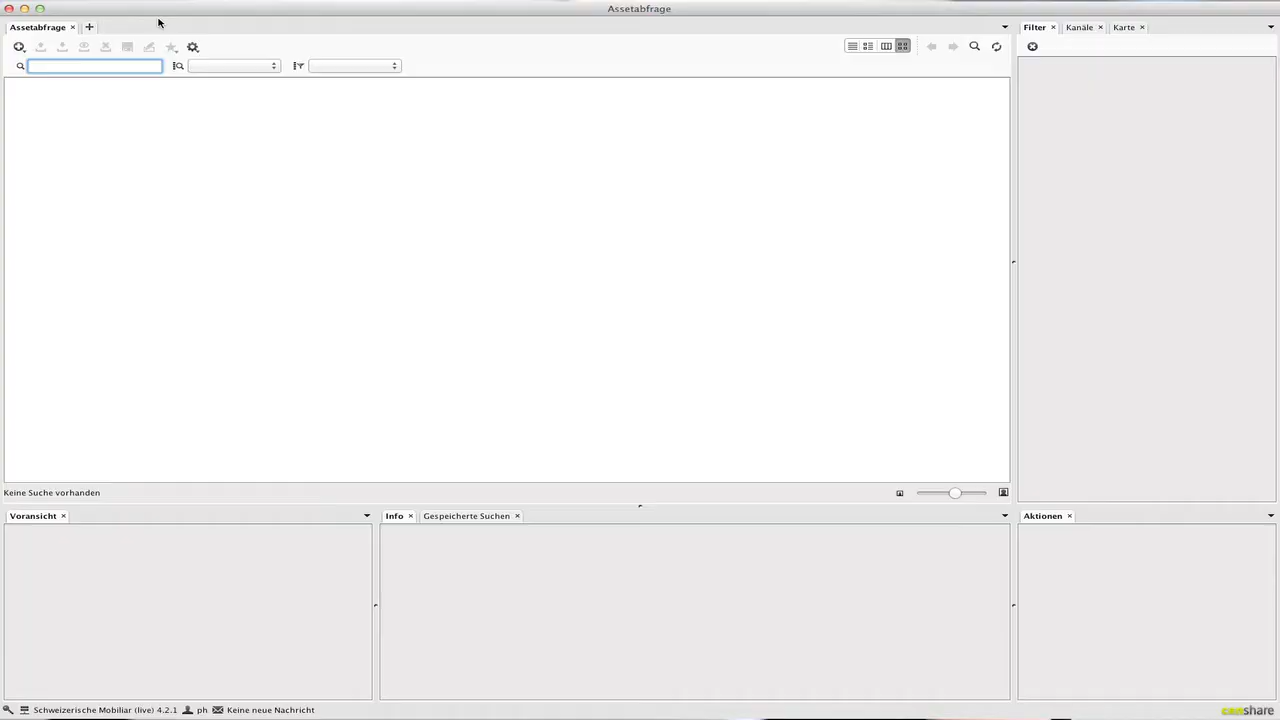 Assetabfrage
Assetabfrage
Filter
Kanäle
Karte
Keine Suche vorhanden
Voransicht
Info
Gespeicherte Suchen
Aktionen
Schweizerische Mobiliar (live) 4.2.1
ph
Keine neue Nachricht
canshare